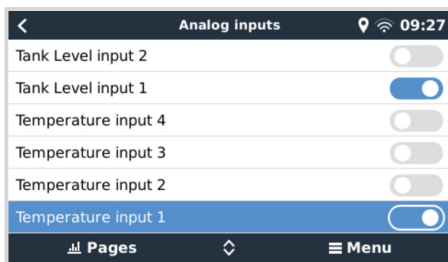 Analog inputs 09:27
Tank Level input 2
Tank Level input 1
Temperature input 4
Temperature input 3
Temperature input 2
Temperature input 1
Pages Menu